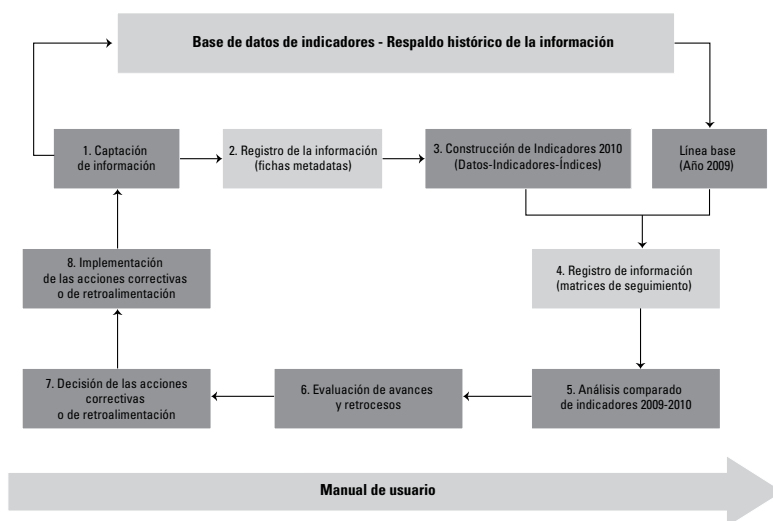 Base de datos de indicadores - Respaldo histórico de la información
1. Captación
de información
2. Registro de la información
(fichas metadatas)
3. Construcción de Indicadores 2010
(Datos-Indicadores-Índices)
Línea base
(Año 2009)
8. Implementación
de las acciones correctivas
o de retroalimentación
4. Registro de información
(matrices de seguimiento)
7. Decisión de las acciones
correctivas
o de retroalimentación
6. Evaluación de avances
y retrocesos
5. Análisis comparado
de indicadores 2009-2010
Manual de usuario